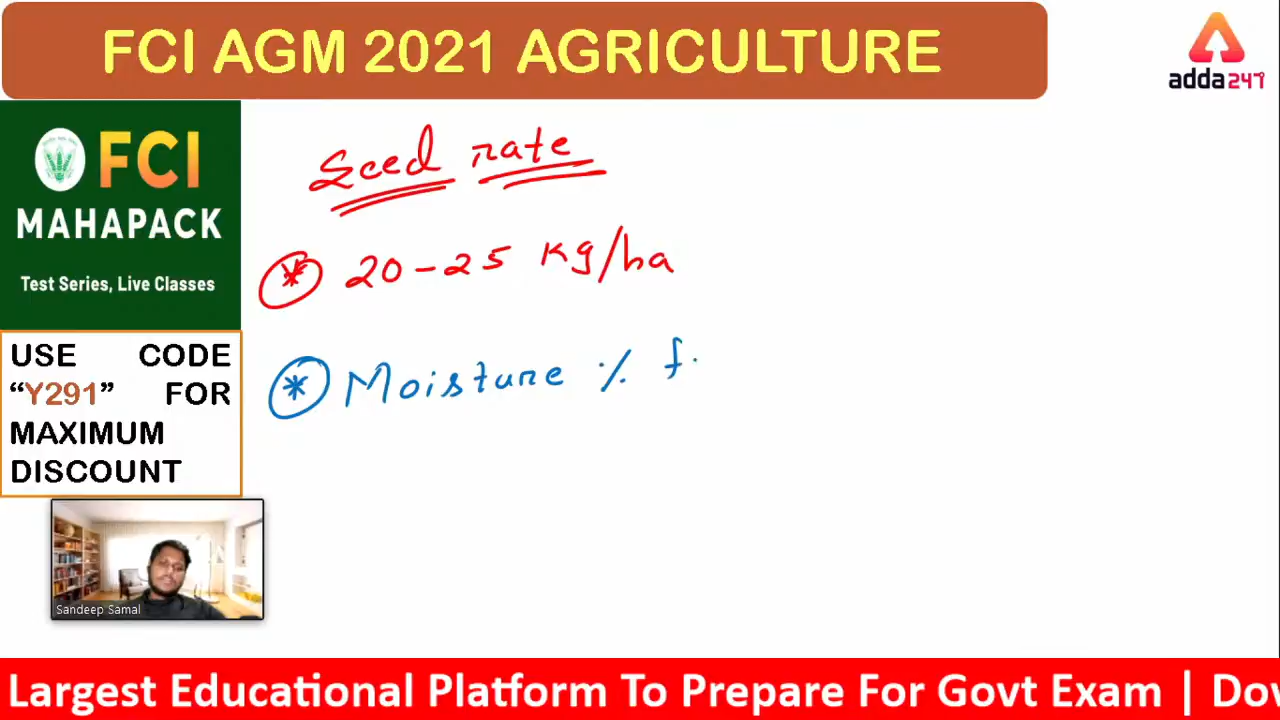 FCI AGM 2021 AGRICULTURE
adda247
FCI
MAHAPACK
Test Series, Live Classes
USE CODE
“Y291” FOR
MAXIMUM
DISCOUNT
Seed rate
* 20-25 kg/ha
* Moisture % f
Sandeep Samal
Largest Educational Platform To Prepare For Govt Exam | Dov